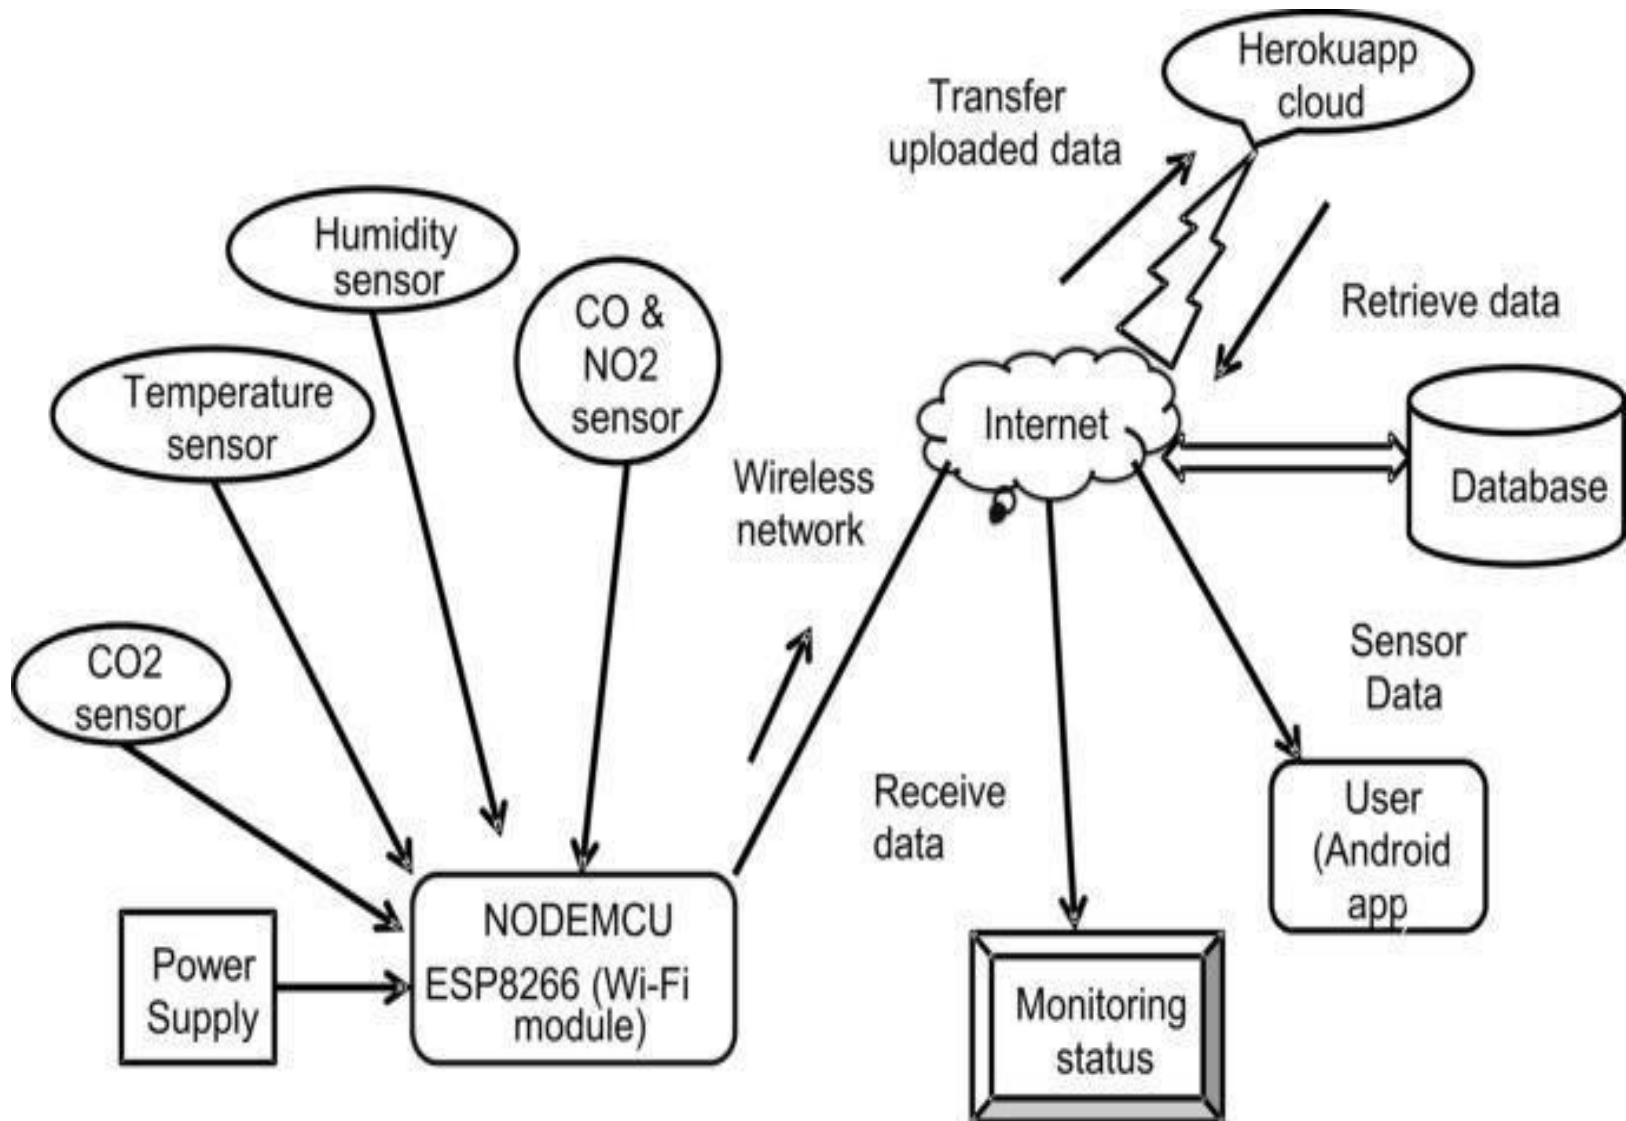 Herokuapp
cloud
Transfer
uploaded data
Humidity
sensor
CO &
NO2
sensor
Retrieve data
Temperature
sensor
Internet
Wireless
network
Database
CO2
sensor
Sensor
Data
Receive
data
User
(Android
app
NODEMCU
ESP8266 (Wi-Fi
module)
Power
Supply
Monitoring
status